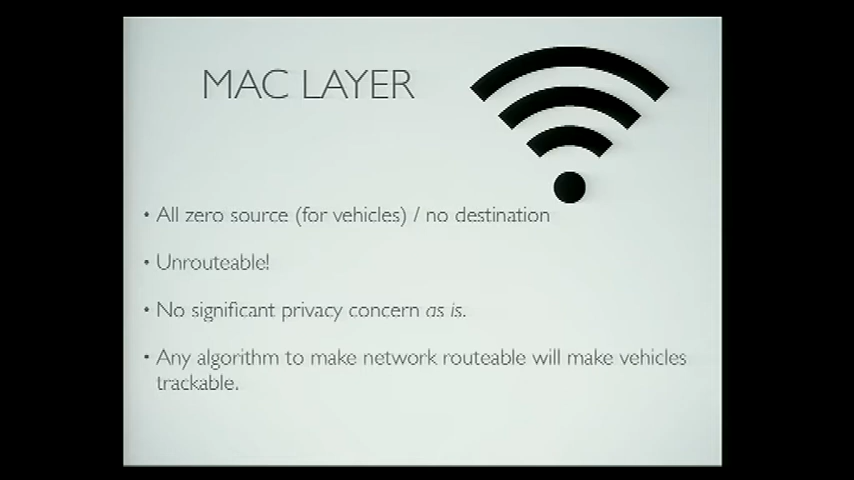 MAC LAYER
• All zero source (for vehicles) / no destination
• Unrouteable!
• No significant privacy concern as is.
• Any algorithm to make network routeable will make vehicles
trackable.